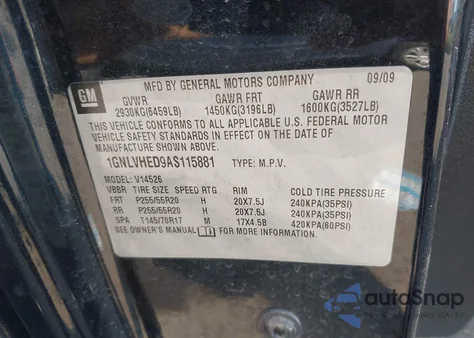 GM
MFD BY GENERAL MOTORS COMPANY 09/09
GVWR GAWR FRT GAWR RR
2930KG(6459LB) 1450KG(3196LB) 1600KG(3527LB)
THIS VEHICLE CONFORMS TO ALL APPLICABLE U.S. FEDERAL MOTOR
VEHICLE SAFETY STANDARDS IN EFFECT ON THE DATE OF
MANUFACTURE SHOWN ABOVE.
1GNLVHED9AS115881 TYPE: M.P.V.
MODEL: V14526
VBBR TIRE SIZE SPEED RTG RIM COLD TIRE PRESSURE
FRT P255/55R20 H 20X7.5J 240KPA(35PSI)
RR P255/55R20 H 20X7.5J 240KPA(35PSI)
SPA T145/70R17 M 17X4.5B 420KPA(60PSI)
SEE OWNER'S MANUAL FOR MORE INFORMATION.
autoSnap